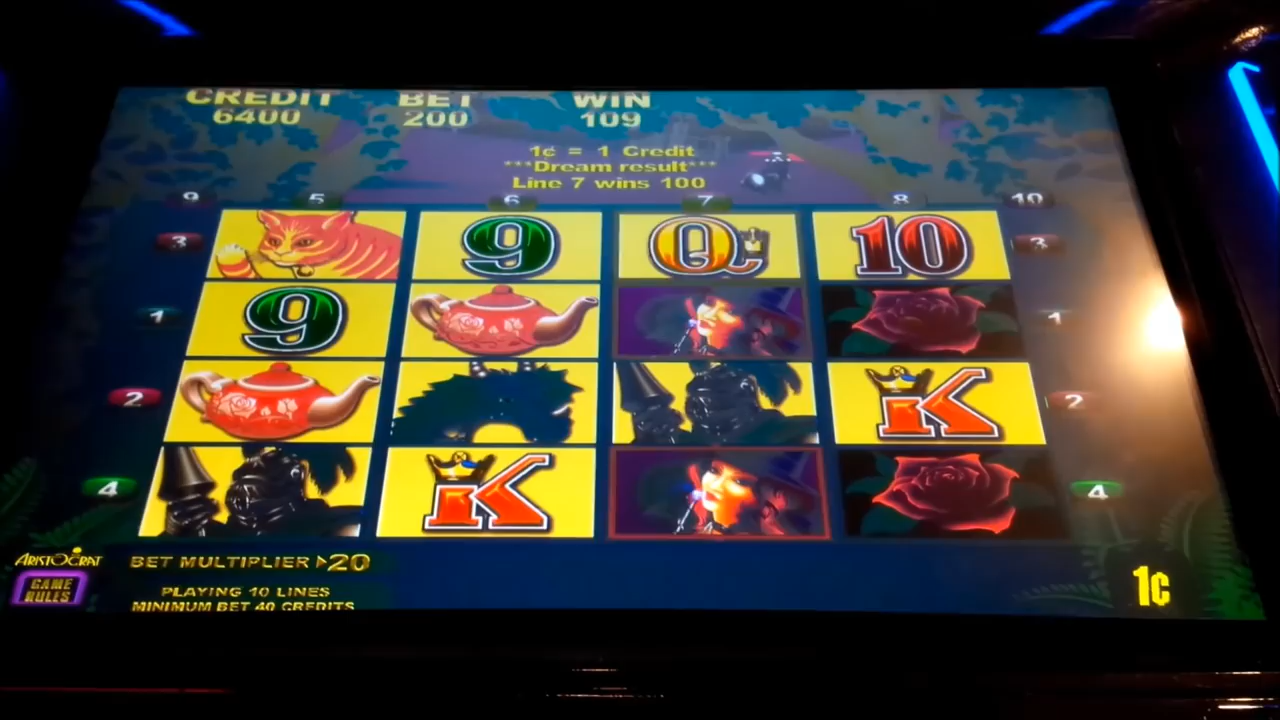 CREDIT BET WIN
6400 200 109
1¢ = 1 Credit
***Dream result***
Line 7 wins 100
9 5 6 7 8 10
3 9 Q 10 3
1 9 1
2 K 2
4 K 4
ARISTOCRAT
BET MULTIPLIER 20
GAME
RULES
PLAYING 10 LINES
MINIMUM BET 40 CREDITS
1¢